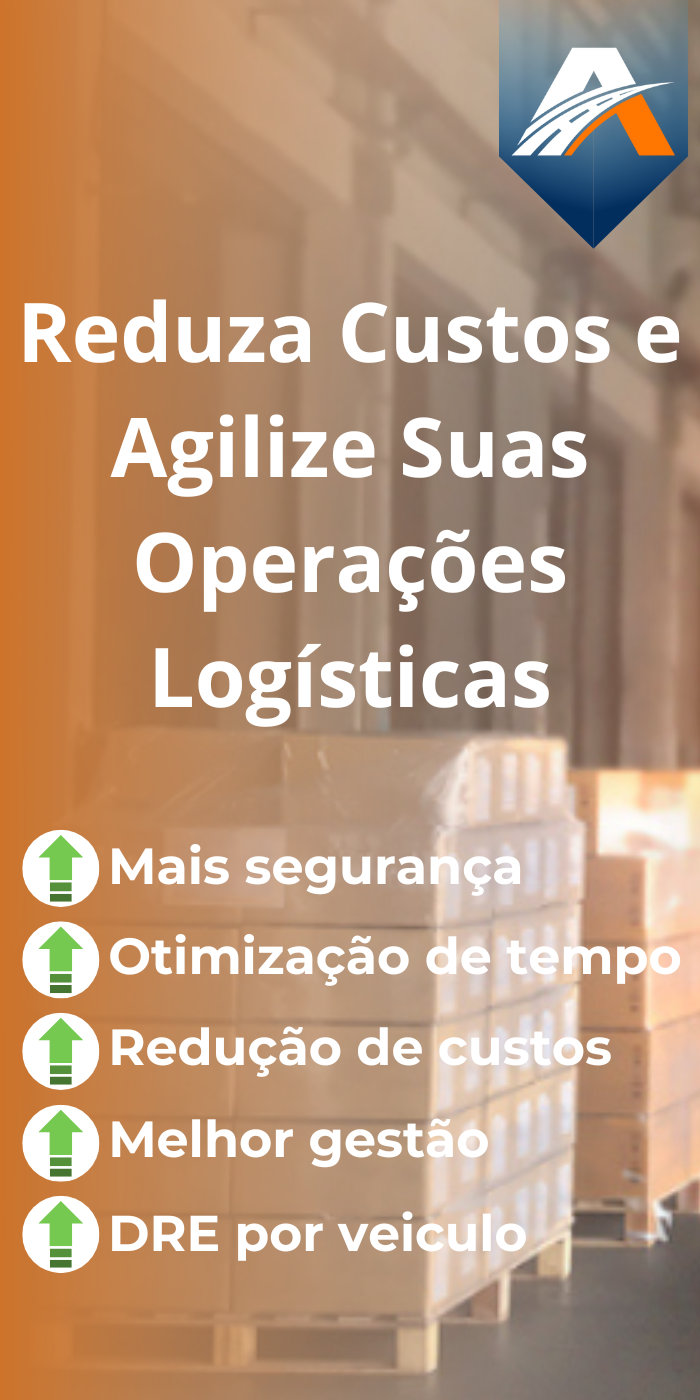 Reduza Custos e
Agilize Suas
Operações
Logísticas
Mais segurança
Otimização de tempo
Redução de custos
Melhor gestão
DRE por veiculo